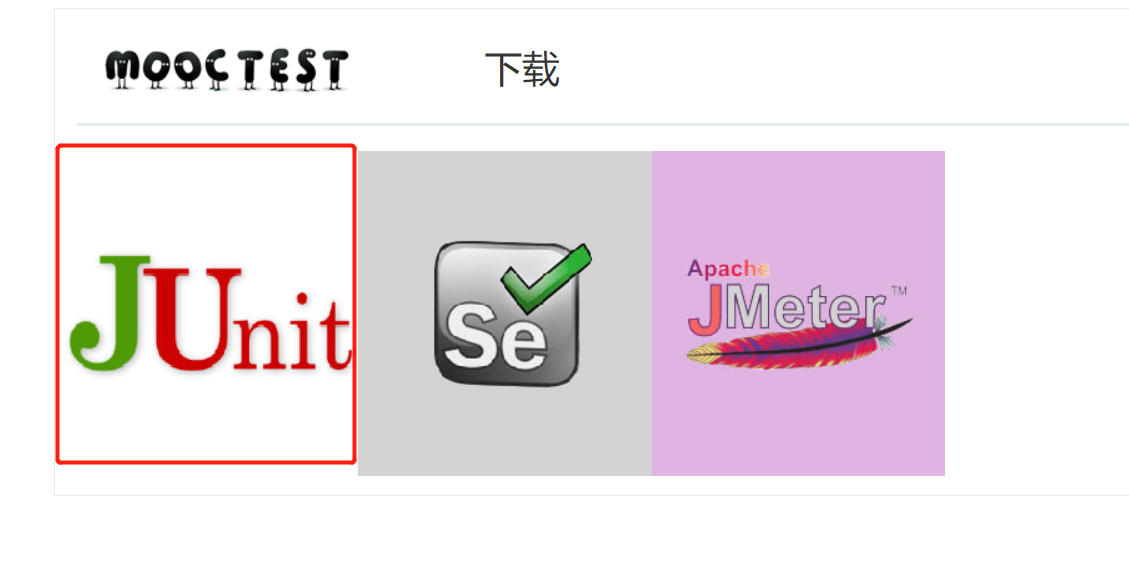 MOOCTEST 下载
JUnit
Se
Apache
JMeter™